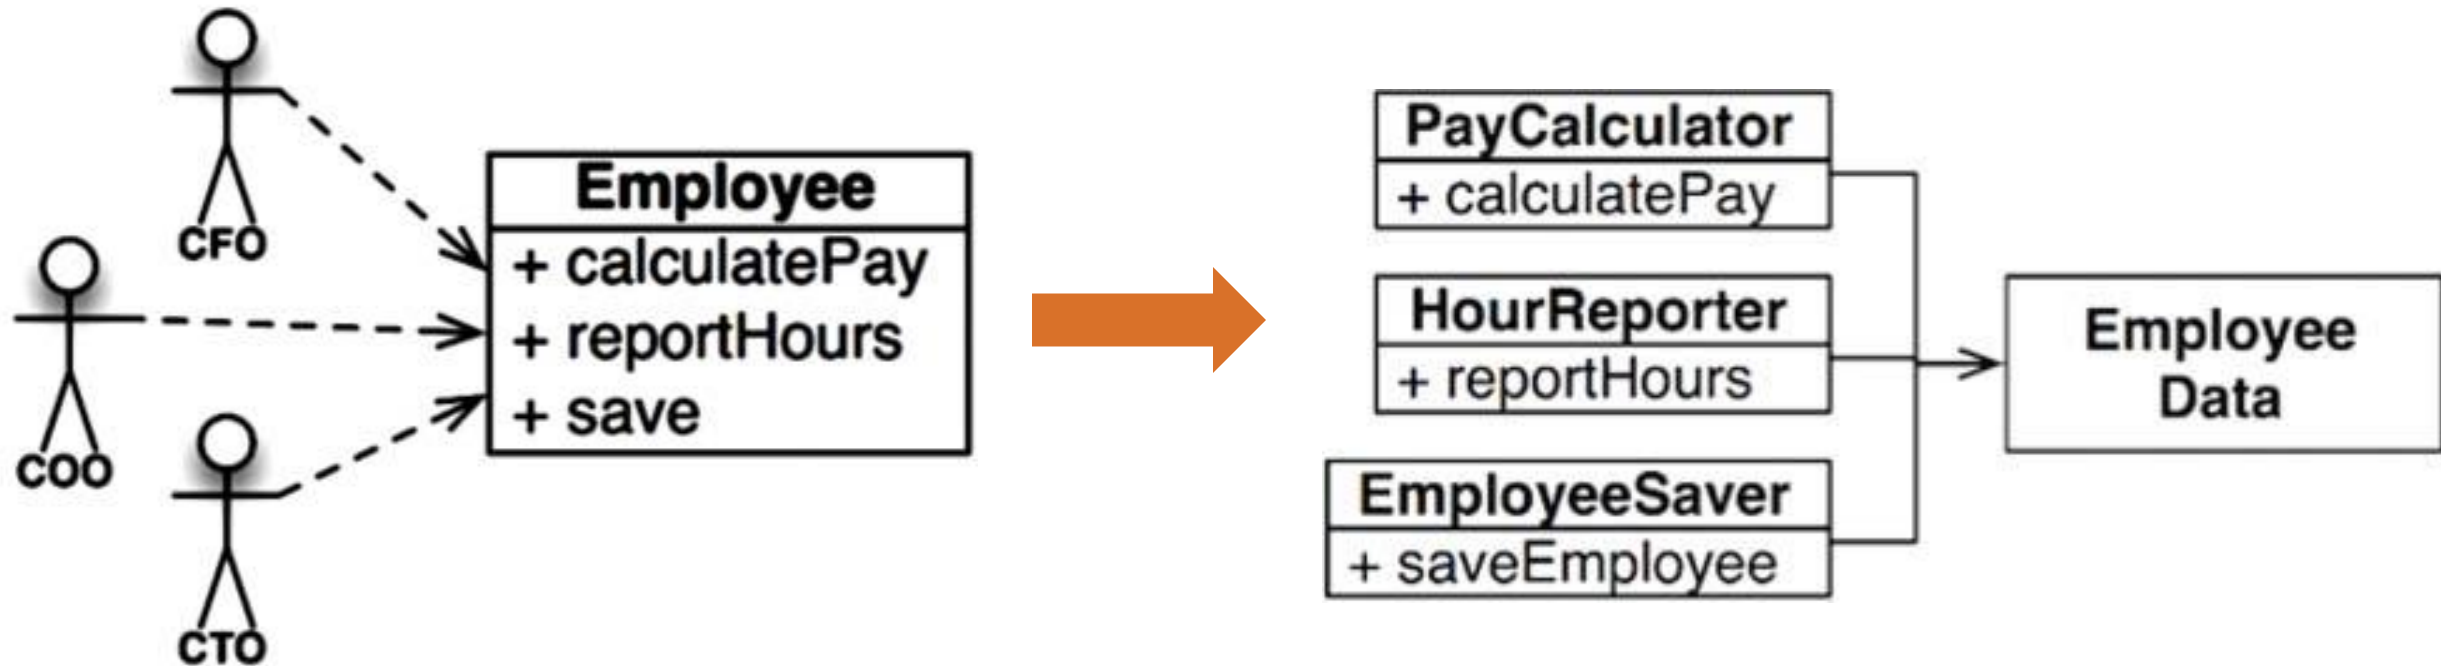 CFO
COO
CTO
Employee
+ calculatePay
+ reportHours
+ save
PayCalculator
+ calculatePay
HourReporter
+ reportHours
EmployeeSaver
+ saveEmployee
Employee
Data